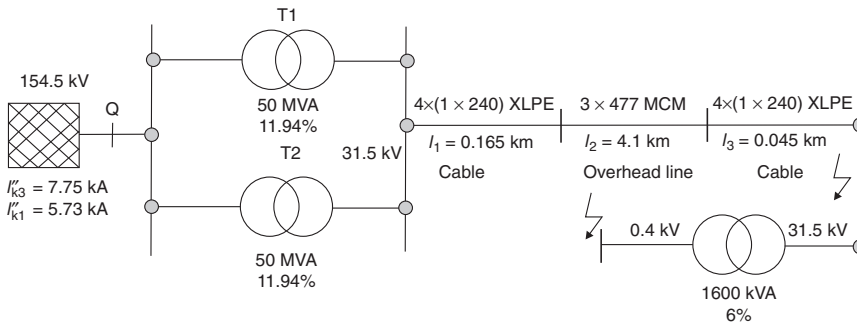 T1
154.5 kV
Q
50 MVA
11.94%
4×(1 × 240) XLPE
3 × 477 MCM
4×(1 × 240) XLPE
T2
31.5 kV
l₁ = 0.165 km
l₂ = 4.1 km
l₃ = 0.045 km
Cable
Overhead line
Cable
I″k3 = 7.75 kA
I″k1 = 5.73 kA
0.4 kV
31.5 kV
50 MVA
11.94%
1600 kVA
6%